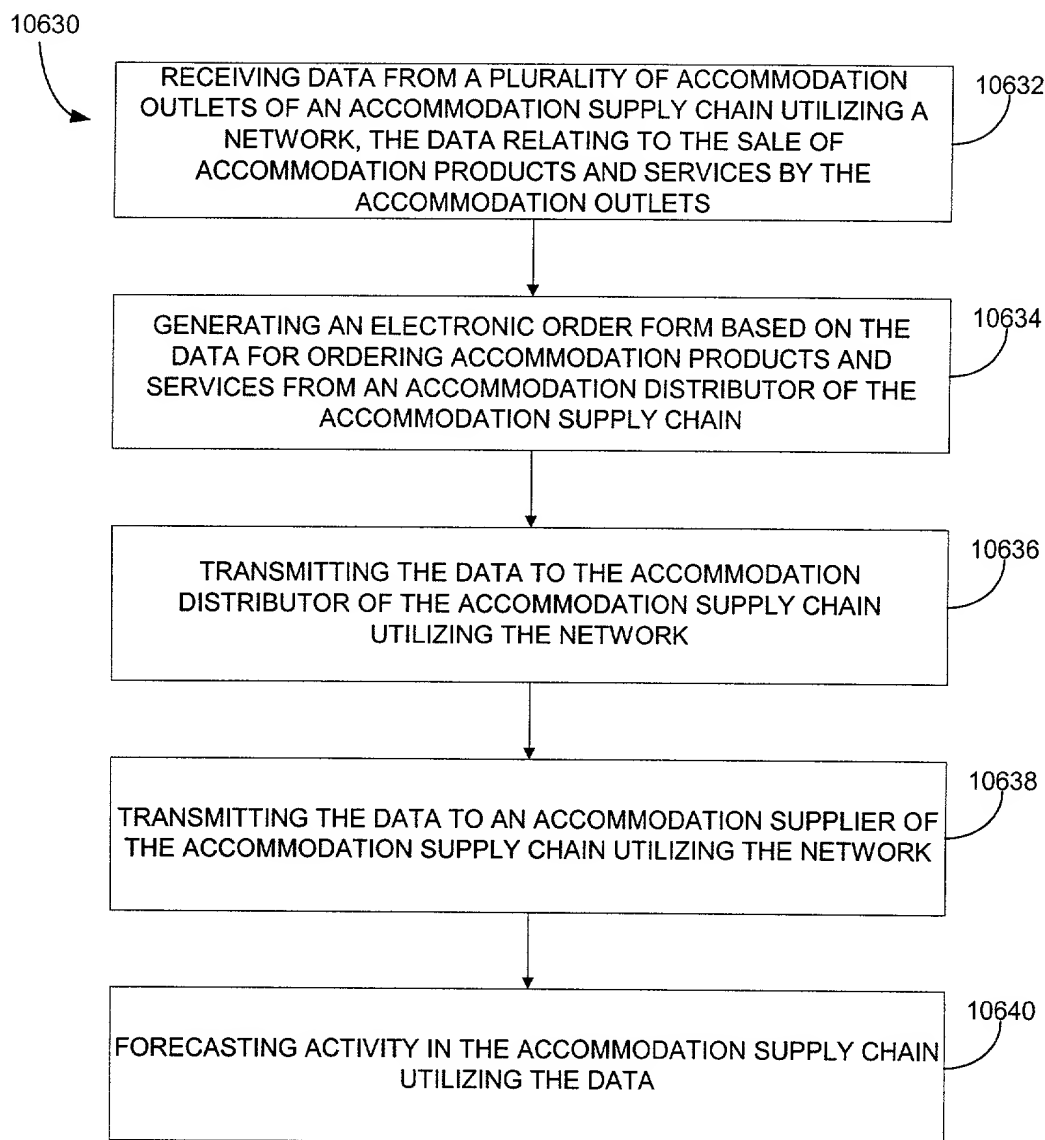 10630
RECEIVING DATA FROM A PLURALITY OF ACCOMMODATION
OUTLETS OF AN ACCOMMODATION SUPPLY CHAIN UTILIZING A
NETWORK, THE DATA RELATING TO THE SALE OF
ACCOMMODATION PRODUCTS AND SERVICES BY THE
ACCOMMODATION OUTLETS
10632
GENERATING AN ELECTRONIC ORDER FORM BASED ON THE
DATA FOR ORDERING ACCOMMODATION PRODUCTS AND
SERVICES FROM AN ACCOMMODATION DISTRIBUTOR OF THE
ACCOMMODATION SUPPLY CHAIN
10634
TRANSMITTING THE DATA TO THE ACCOMMODATION
DISTRIBUTOR OF THE ACCOMMODATION SUPPLY CHAIN
UTILIZING THE NETWORK
10636
TRANSMITTING THE DATA TO AN ACCOMMODATION SUPPLIER OF
THE ACCOMMODATION SUPPLY CHAIN UTILIZING THE NETWORK
10638
FORECASTING ACTIVITY IN THE ACCOMMODATION SUPPLY CHAIN
UTILIZING THE DATA
10640